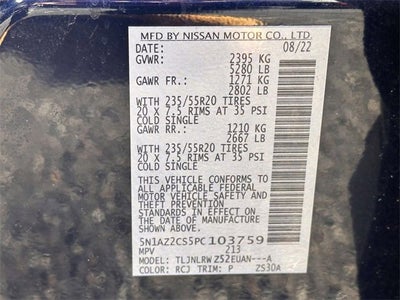 MFD BY NISSAN MOTOR CO., LTD.
DATE: 08/22
GVWR: 2395 KG
5280 LB
GAWR FR.: 1271 KG
2802 LB
WITH 235/55R20 TIRES
20 X 7.5 RIMS AT 35 PSI
COLD SINGLE
GAWR RR.: 1210 KG
2667 LB
WITH 235/55R20 TIRES
20 X 7.5 RIMS AT 35 PSI
COLD SINGLE
THIS VEHICLE CONFORMS TO
ALL APPLICABLE FEDERAL
MOTOR VEHICLE SAFETY
STANDARDS IN EFFECT ON THE
DATE OF MANUFACTURE
SHOWN ABOVE.
5N1AZ2CS5PC103759
MPV 213
MODEL: TLJNLRW Z52EUAN---A
COLOR: RCJ TRIM: P ZS30A